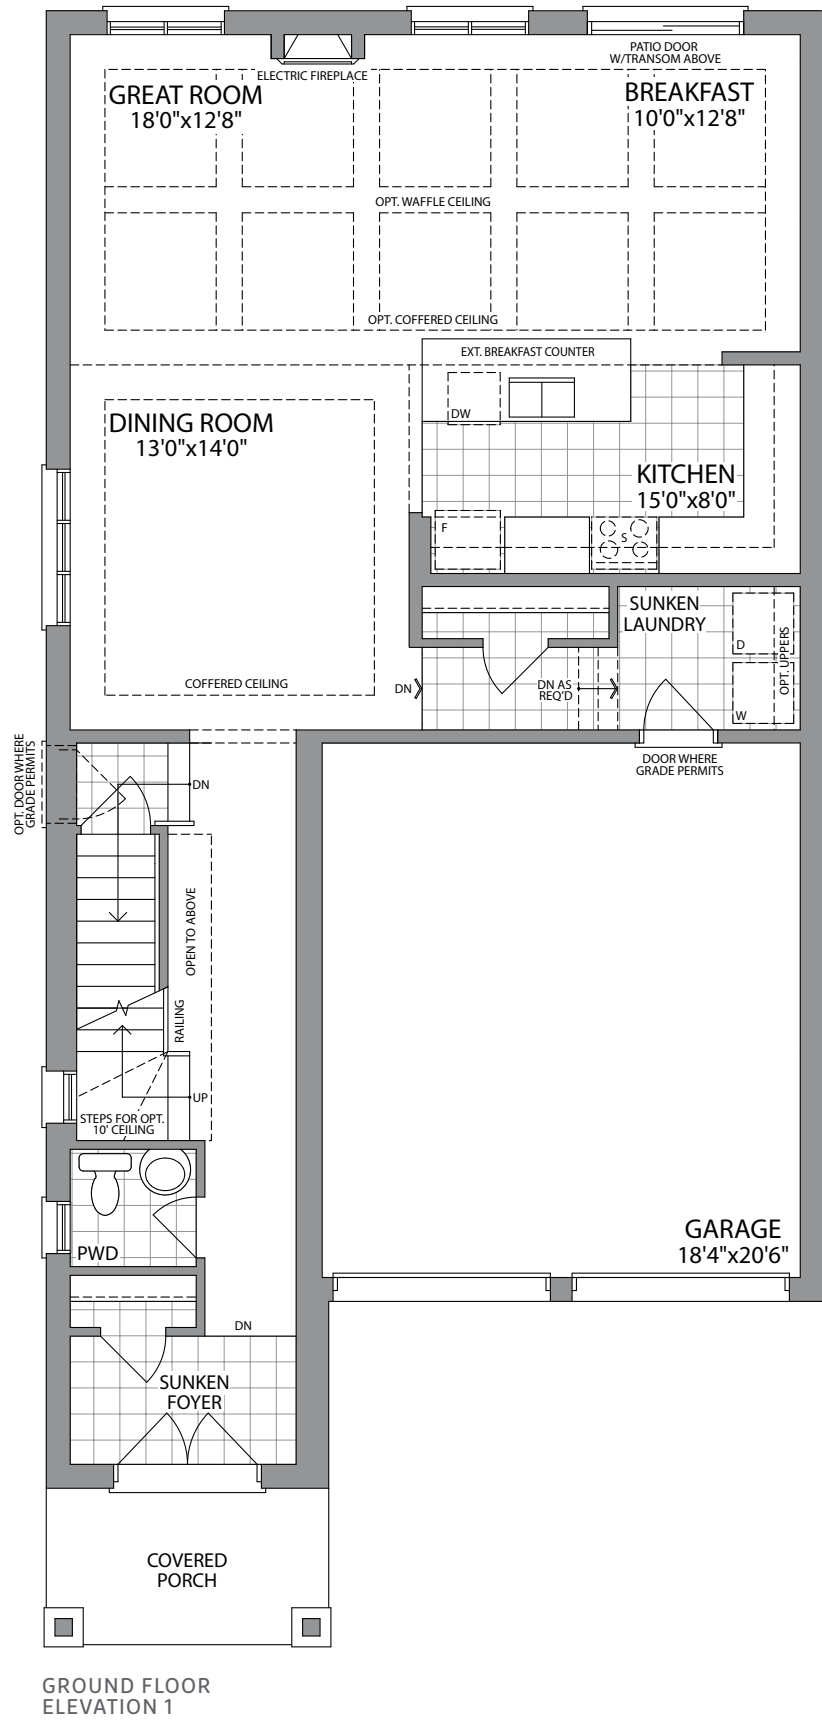 PATIO DOOR
W/TRANSOM ABOVE
ELECTRIC FIREPLACE
GREAT ROOM
18'0"x12'8"
BREAKFAST
10'0"x12'8"
OPT. WAFFLE CEILING
OPT. COFFERED CEILING
EXT. BREAKFAST COUNTER
DW
DINING ROOM
13'0"x14'0"
KITCHEN
15'0"x8'0"
F
S
SUNKEN
LAUNDRY
D
OPT. UPPERS
W
COFFERED CEILING
DN
DN AS
REQ'D
DOOR WHERE
GRADE PERMITS
OPT. DOOR WHERE
GRADE PERMITS
DN
OPEN TO ABOVE
RAILING
UP
STEPS FOR OPT.
10' CEILING
PWD
GARAGE
18'4"x20'6"
DN
SUNKEN
FOYER
COVERED
PORCH
GROUND FLOOR
ELEVATION 1